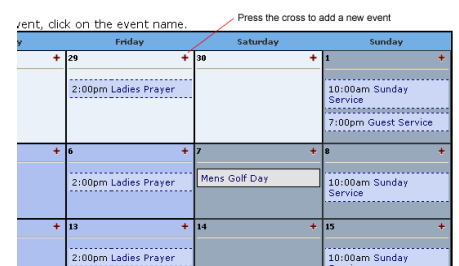 Press the cross to add a new event
vent, click on the event name.
y Friday Saturday Sunday
+ 29 + 30 + 1 +
2:00pm Ladies Prayer
10:00am Sunday
Service
7:00pm Guest Service
+ 6 + 7 + 8 +
2:00pm Ladies Prayer
Mens Golf Day
10:00am Sunday
Service
+ 13 + 14 + 15 +
2:00pm Ladies Prayer
10:00am Sunday
Service